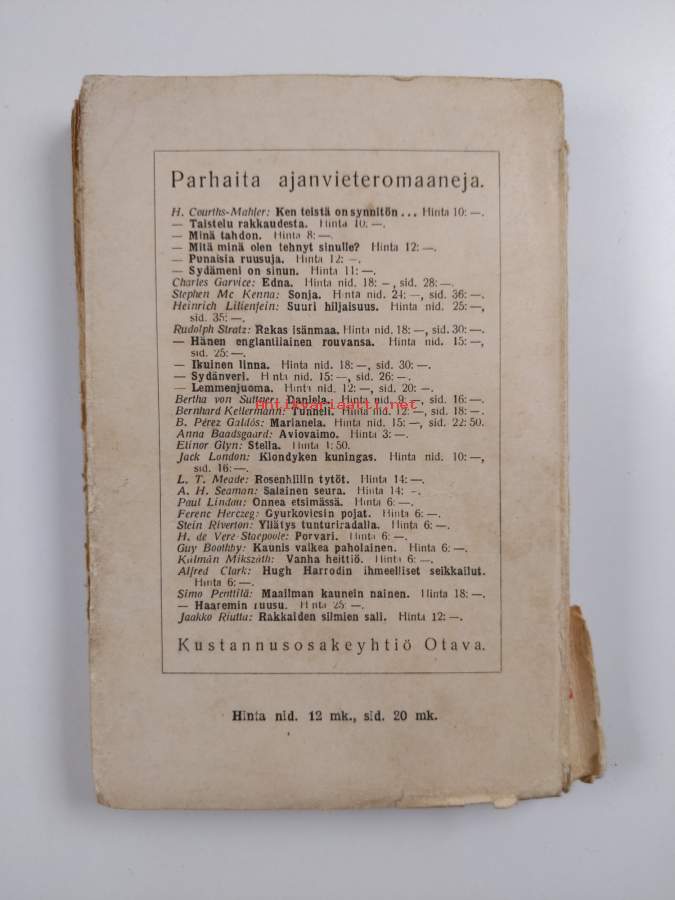 Parhaita ajanvieteromaaneja.
H. Courths-Mahler: Ken teistä on synnitön... Hinta 10: —.
— Taistelu rakkaudesta. Hinta 10: —.
— Minä tahdon. Hinta 8: —.
— Mitä minä olen tehnyt sinulle? Hinta 12: —.
— Punaisia ruusuja. Hinta 12: —.
— Sydämeni on sinun. Hinta 11: —.
Charles Garvice: Edna. Hinta nid. 18: —, sid. 28: —.
Stephen Mc Kenna: Sonja. Hinta nid. 24: —, sid. 36: —.
Heinrich Lilienfein: Suuri hiljaisuus. Hinta nid. 25: —,
sid. 35: —.
Rudolph Stratz: Rakas isänmaa. Hinta nid. 18: —, sid. 30: —.
— Hänen englantilainen rouvansa. Hinta nid. 15: —,
sid. 25: —.
— Ikuinen linna. Hinta nid. 18: —, sid. 30: —.
— Sydänveri. Hinta nid. 15: —, sid. 26: —.
— Lemmenjuoma. Hinta nid. 12: —, sid. 20: —.
Bertha von Suttner: Daniela. Hinta nid. 9: —, sid. 16: —.
Antikvariaatti.net
Bernhard Kellermann: Tunneli. Hinta nid. 12: —, sid. 18: —.
B. Pérez Galdós: Marianela. Hinta nid. 15: —, sid. 22: 50.
Anna Baadsgaard: Aviovaimo. Hinta 3: —.
Elinor Glyn: Stella. Hinta 1: 50.
Jack London: Klondyken kuningas. Hinta nid. 10: —,
sid. 16: —.
L. T. Meade: Rosenhillin tytöt. Hinta 14: —.
A. H. Seaman: Salainen seura. Hinta 14: —.
Paul Lindau: Onnea etsimässä. Hinta 6: —.
Ferenc Herczeg: Gyurkovicsin pojat. Hinta 6: —.
Stein Riverton: Yllätys tunturiradalla. Hinta 6: —.
H. de Vere Stacpoole: Porvari. Hinta 6: —.
Guy Boothby: Kaunis valkea paholainen. Hinta 6: —.
Kálmán Mikszáth: Vanha heittiö. Hinta 6: —.
Alfred Clark: Hugh Harrodin ihmeelliset seikkailut.
Hinta 6: —.
Simo Penttilä: Maailman kaunein nainen. Hinta 18: —.
— Haaremin ruusu. Hinta 25: —.
Jaakko Riutta: Rakkaiden silmien sali. Hinta 12: —.
Kustannusosakeyhtiö Otava.
Hinta nid. 12 mk., sid. 20 mk.